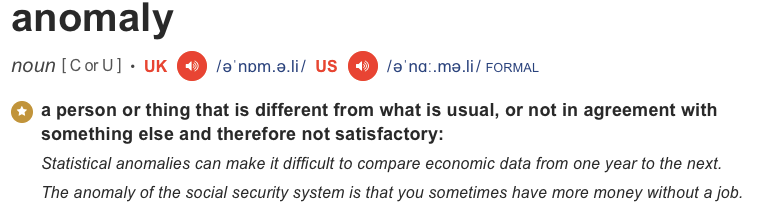 anomaly
noun [ C or U ] • UK /əˈnɒm.ə.li/ US /əˈnɑː.mə.li/ FORMAL
a person or thing that is different from what is usual, or not in agreement with
something else and therefore not satisfactory:
Statistical anomalies can make it difficult to compare economic data from one year to the next.
The anomaly of the social security system is that you sometimes have more money without a job.